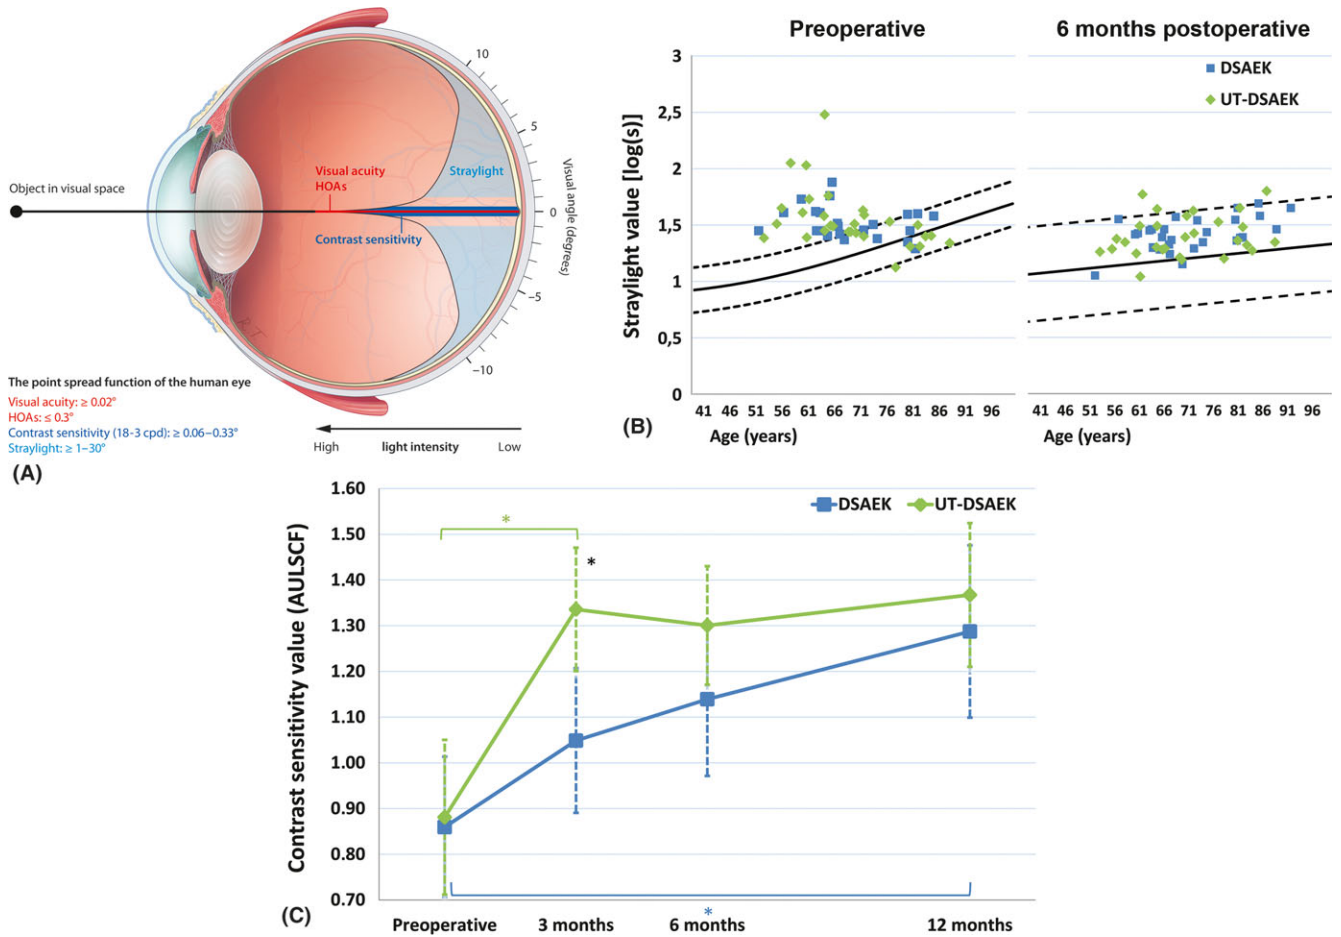 Object in visual space
Visual acuity
HOAs
Contrast sensitivity
Straylight
10
5
0
−5
−10
Visual angle (degrees)
The point spread function of the human eye
Visual acuity: ≥ 0.02°
HOAs: ≤ 0.3°
Contrast sensitivity (18-3 cpd): ≥ 0.06–0.33°
Straylight: ≥ 1–30°
High light intensity Low
(A)
Preoperative
6 months postoperative
DSAEK
UT-DSAEK
Straylight value [log(s)]
3
2,5
2
1,5
1
0,5
0
41 46 51 56 61 66 71 76 81 86 91 96
41 46 51 56 61 66 71 76 81 86 91 96
Age (years)
Age (years)
(B)
DSAEK UT-DSAEK
Contrast sensitivity value (AULSCF)
1.60
1.50
1.40
1.30
1.20
1.10
1.00
0.90
0.80
0.70
*
*
*
Preoperative 3 months 6 months 12 months
(C)